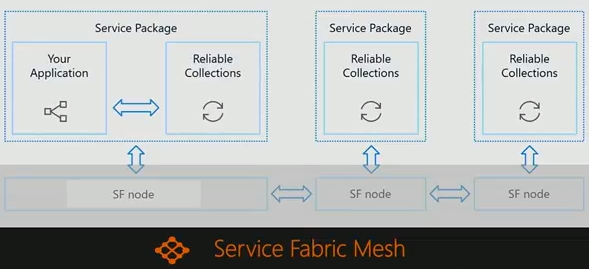 Service Package
Service Package
Service Package
Your
Application
Reliable
Collections
Reliable
Collections
Reliable
Collections
SF node
SF node
SF node
Service Fabric Mesh